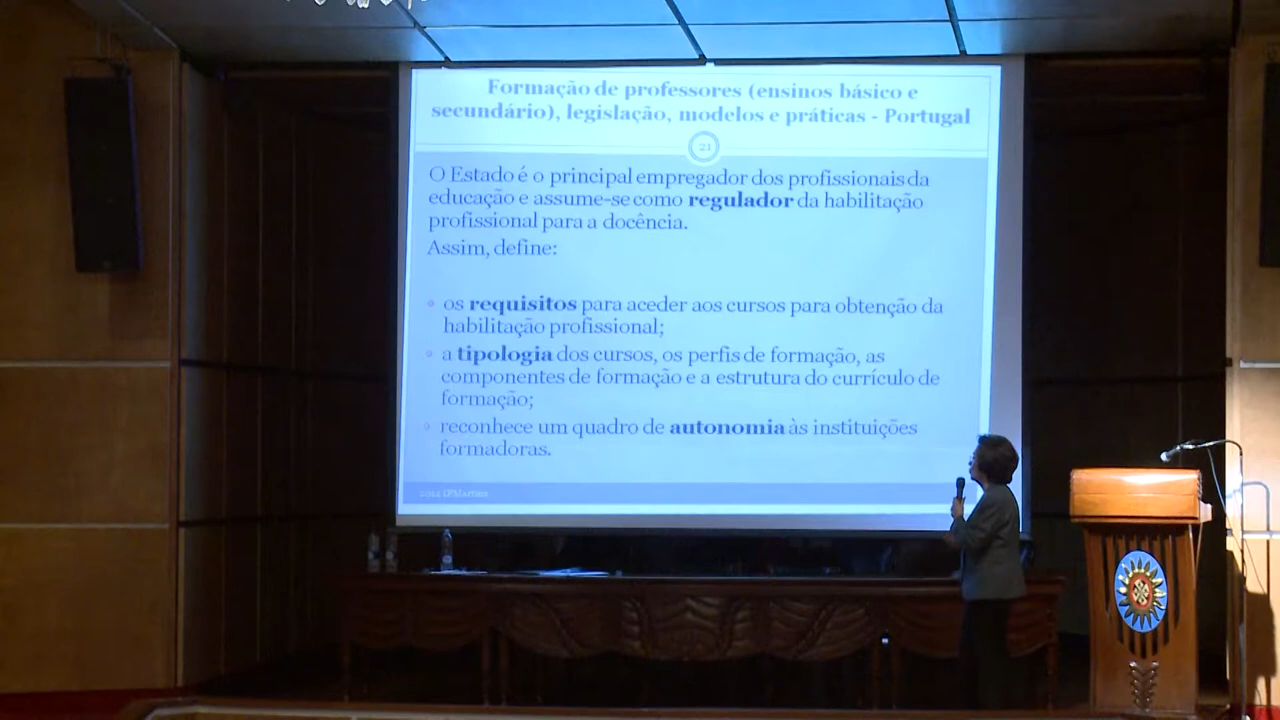 Formação de professores (ensinos básico e
secundário), legislação, modelos e práticas - Portugal
21
O Estado é o principal empregador dos profissionais da
educação e assume-se como regulador da habilitação
profissional para a docência.
Assim, define:
os requisitos para aceder aos cursos para obtenção da
habilitação profissional;
a tipologia dos cursos, os perfis de formação, as
componentes de formação e a estrutura do currículo de
formação;
reconhece um quadro de autonomia às instituições
formadoras.